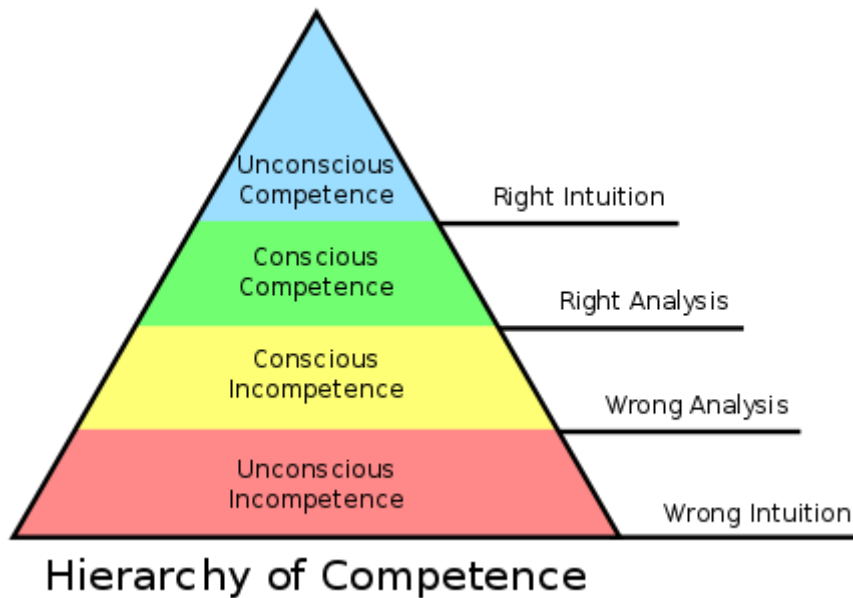 Unconscious
Competence
Right Intuition
Conscious
Competence
Right Analysis
Conscious
Incompetence
Wrong Analysis
Unconscious
Incompetence
Wrong Intuition
Hierarchy of Competence